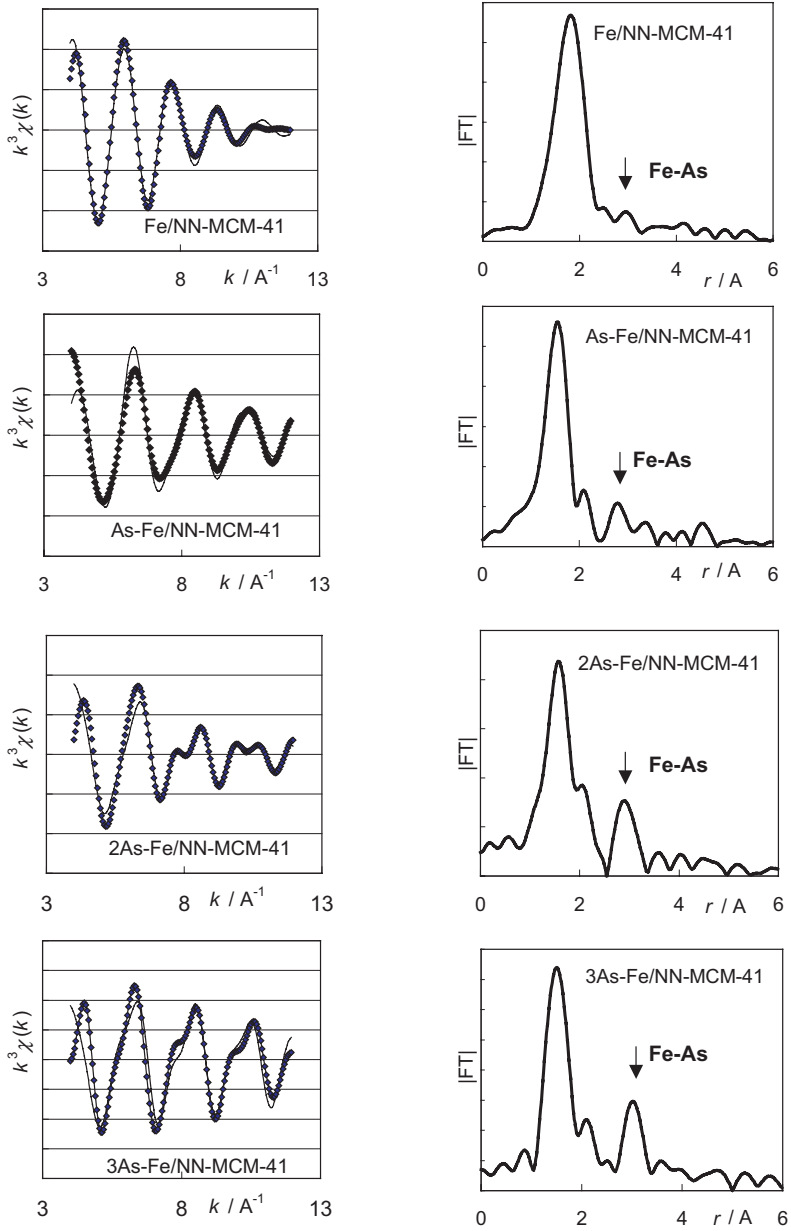 k³χ(k)
Fe/NN-MCM-41
3 8 13
k / A⁻¹
|FT|
Fe/NN-MCM-41
Fe-As
0 2 4 6
r / A
k³χ(k)
As-Fe/NN-MCM-41
3 8 13
k / A⁻¹
|FT|
As-Fe/NN-MCM-41
Fe-As
0 2 4 6
r / A
k³χ(k)
2As-Fe/NN-MCM-41
3 8 13
k / A⁻¹
|FT|
2As-Fe/NN-MCM-41
Fe-As
0 2 4 6
r / A
k³χ(k)
3As-Fe/NN-MCM-41
3 8 13
k / A⁻¹
|FT|
3As-Fe/NN-MCM-41
Fe-As
0 2 4 6
r / A